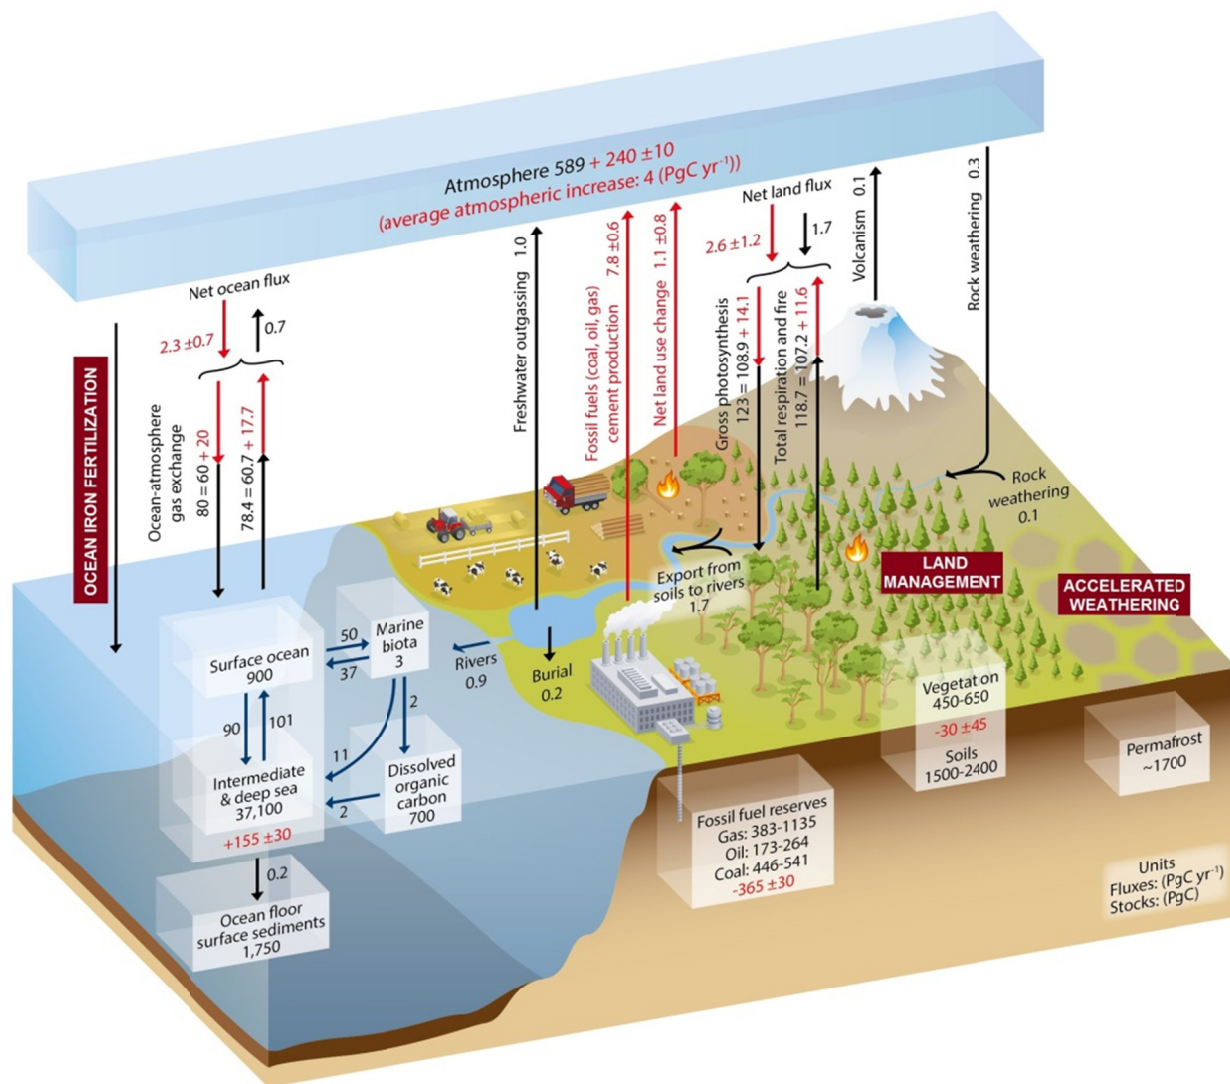 Atmosphere 589 + 240 ±10
(average atmospheric increase: 4 (PgC yr⁻¹))
Net ocean flux
2.3 ±0.7
0.7
OCEAN IRON FERTILIZATION
Ocean-atmosphere
gas exchange
80 = 60 + 20
78.4 = 60.7 + 17.7
Freshwater outgassing 1.0
Fossil fuels (coal, oil, gas)
cement production 7.8 ±0.6
Net land use change 1.1 ±0.8
Net land flux
2.6 ±1.2
1.7
Gross photosynthesis
123 = 108.9 + 14.1
Total respiration and fire
118.7 = 107.2 + 11.6
Volcanism 0.1
Rock weathering 0.3
Rock
weathering
0.1
Export from
soils to rivers
1.7
LAND
MANAGEMENT
ACCELERATED
WEATHERING
Surface ocean
900
50
37
Marine
biota
3
Rivers
0.9
Burial
0.2
90
101
11
2
2
Intermediate
& deep sea
37,100
+155 ±30
Dissolved
organic
carbon
700
0.2
Ocean floor
surface sediments
1,750
Vegetation
450-650
-30 ±45
Soils
1500-2400
Permafrost
~1700
Fossil fuel reserves
Gas: 383-1135
Oil: 173-264
Coal: 446-541
-365 ±30
Units
Fluxes: (PgC yr⁻¹)
Stocks: (PgC)